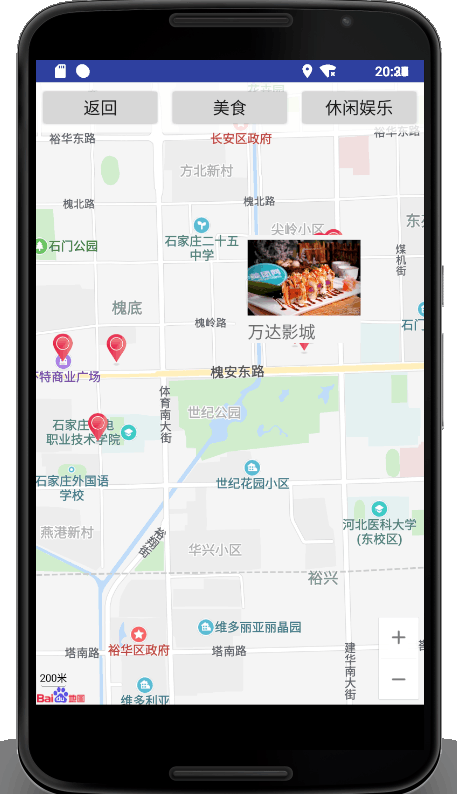 返回
美食
休闲娱乐
裕华东路
长安区政府
裕华东路
方北新村
槐北路
槐北路
石家庄二十五
中学
尖岭小区
石门公园
煤机街
槐底
槐岭路
万达影城
石门
商业广场
槐安东路
体育南大街
世纪公园
石家庄
职业技术学院
世纪花园小区
石家庄外国语
学校
河北医科大学
(东校区)
燕港新村
裕翔街
华兴小区
裕兴
维多丽亚丽晶园
裕华区政府
塔南路
塔南路
建华南大街
维多利亚
200米
Bai 地图
+
−